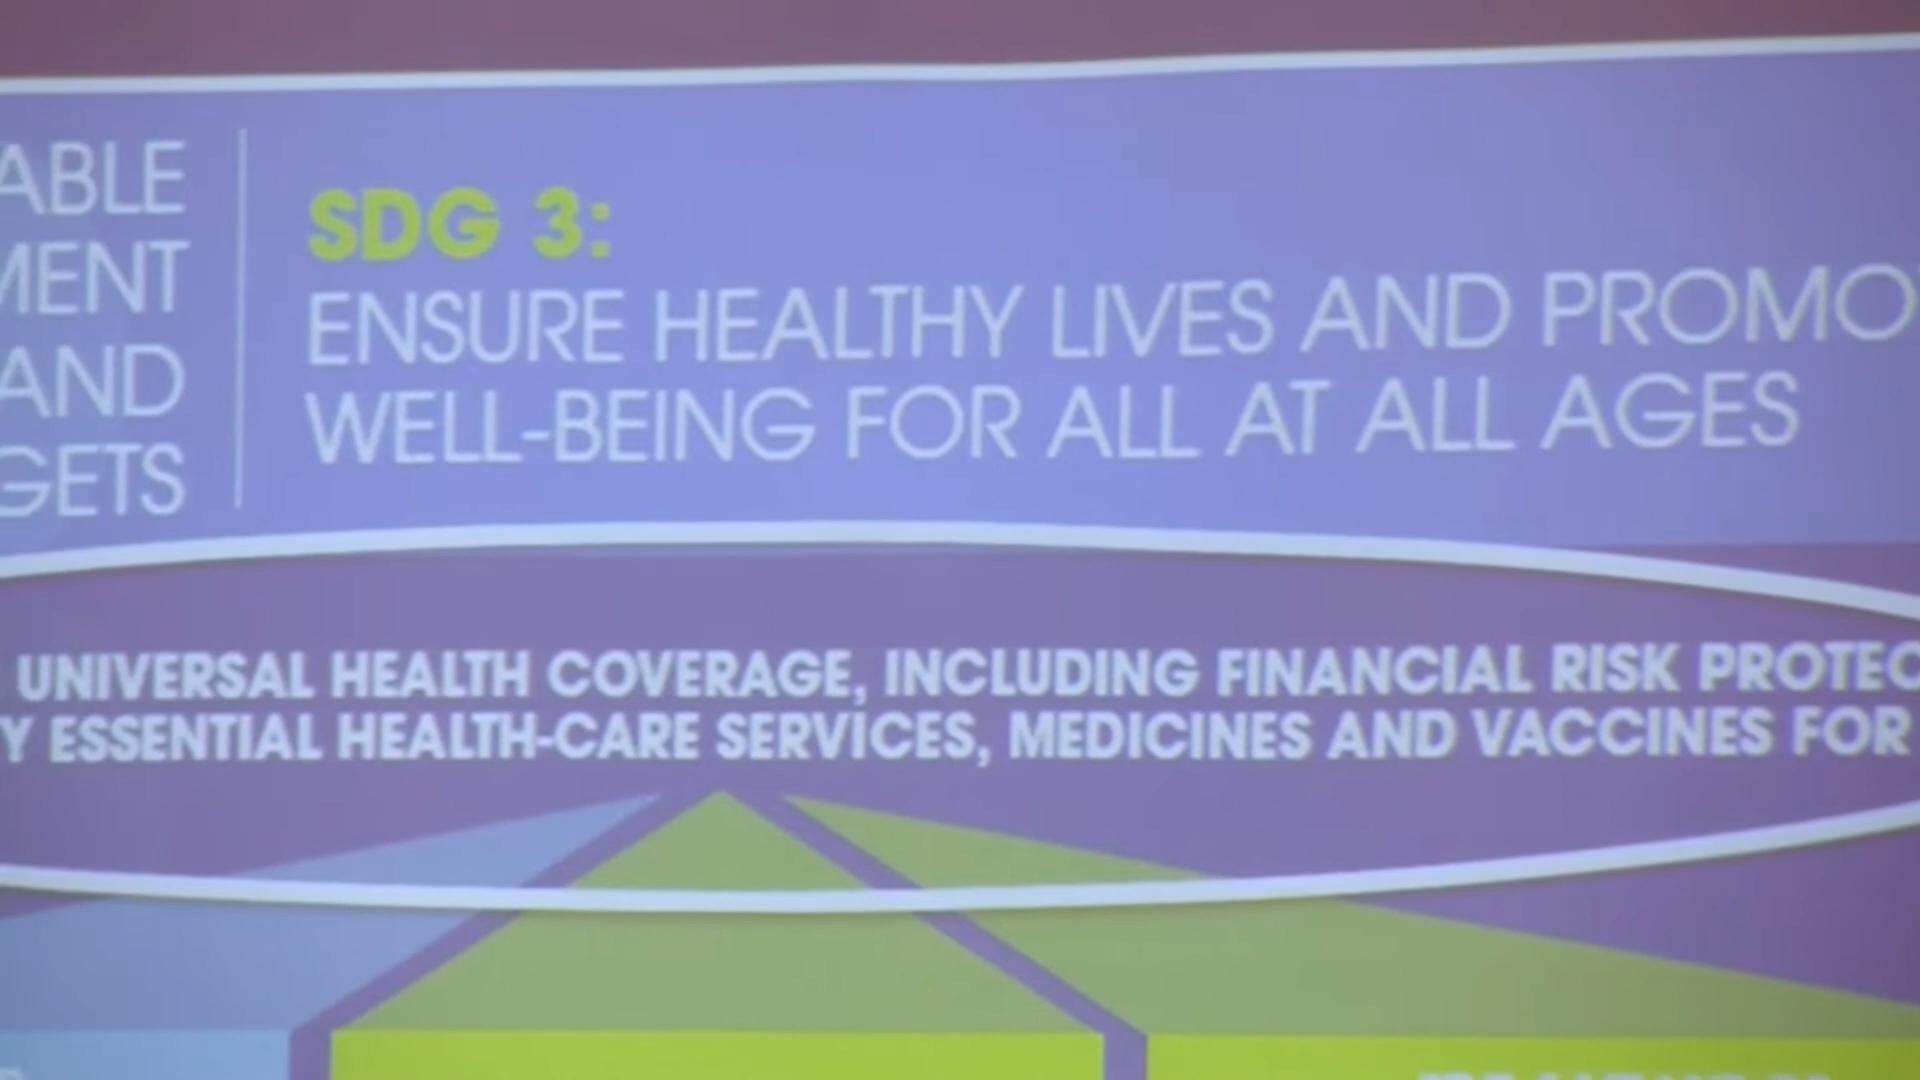 ABLE
MENT
AND
GETS
SDG 3:
ENSURE HEALTHY LIVES AND PROMO
WELL-BEING FOR ALL AT ALL AGES
UNIVERSAL HEALTH COVERAGE, INCLUDING FINANCIAL RISK PROTEC
Y ESSENTIAL HEALTH-CARE SERVICES, MEDICINES AND VACCINES FOR